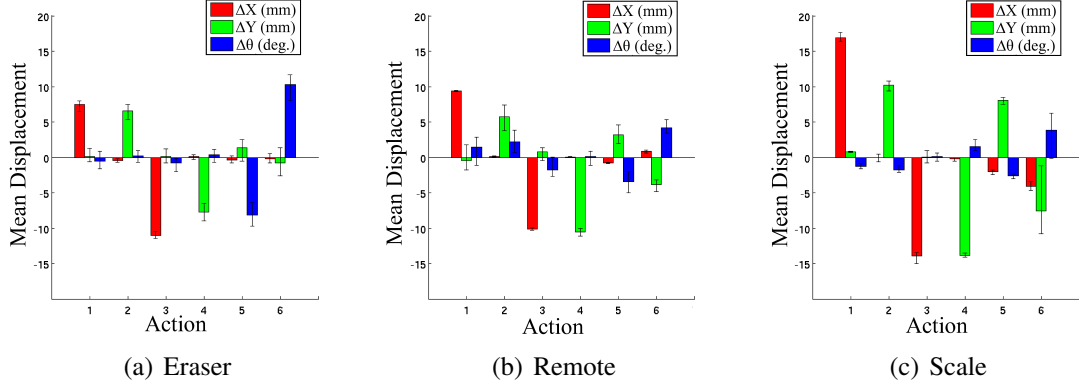 ΔX (mm)
ΔY (mm)
Δθ (deg.)
20
15
10
5
0
-5
-10
-15
Mean Displacement
1 2 3 4 5 6
Action
(a) Eraser
ΔX (mm)
ΔY (mm)
Δθ (deg.)
20
15
10
5
0
-5
-10
-15
Mean Displacement
1 2 3 4 5 6
Action
(b) Remote
ΔX (mm)
ΔY (mm)
Δθ (deg.)
20
15
10
5
0
-5
-10
-15
Mean Displacement
1 2 3 4 5 6
Action
(c) Scale